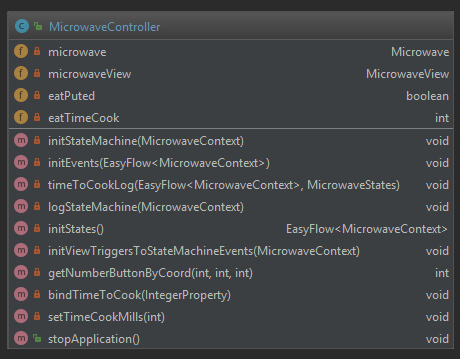 MicrowaveController
microwave Microwave
microwaveView MicrowaveView
eatPuted boolean
eatTimeCook int
initStateMachine(MicrowaveContext) void
initEvents(EasyFlow<MicrowaveContext>) void
timeToCookLog(EasyFlow<MicrowaveContext>, MicrowaveStates) void
logStateMachine(MicrowaveContext) void
initStates() EasyFlow<MicrowaveContext>
initViewTriggersToStateMachineEvents(MicrowaveContext) void
getNumberButtonByCoord(int, int, int) int
bindTimeToCook(IntegerProperty) void
setTimeCookMills(int) void
stopApplication() void